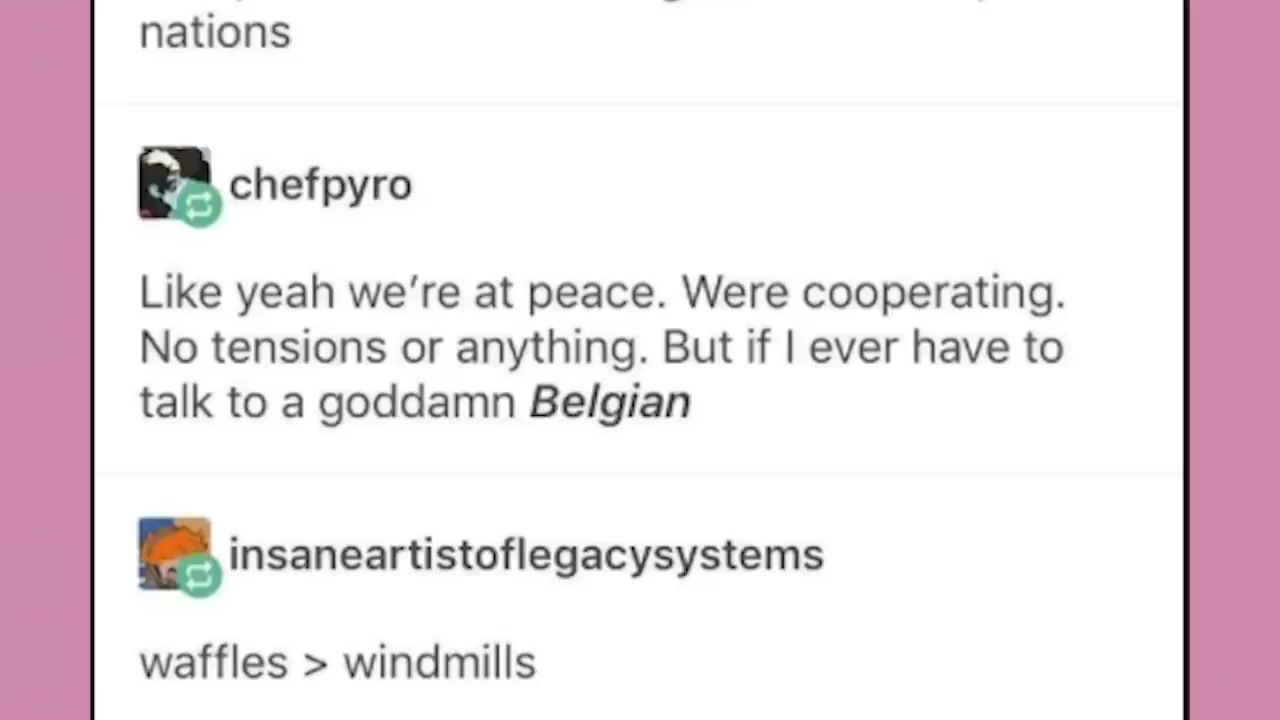 nations
chefpyro
Like yeah we're at peace. Were cooperating.
No tensions or anything. But if I ever have to
talk to a goddamn Belgian
insaneartistoflegacysystems
waffles > windmills